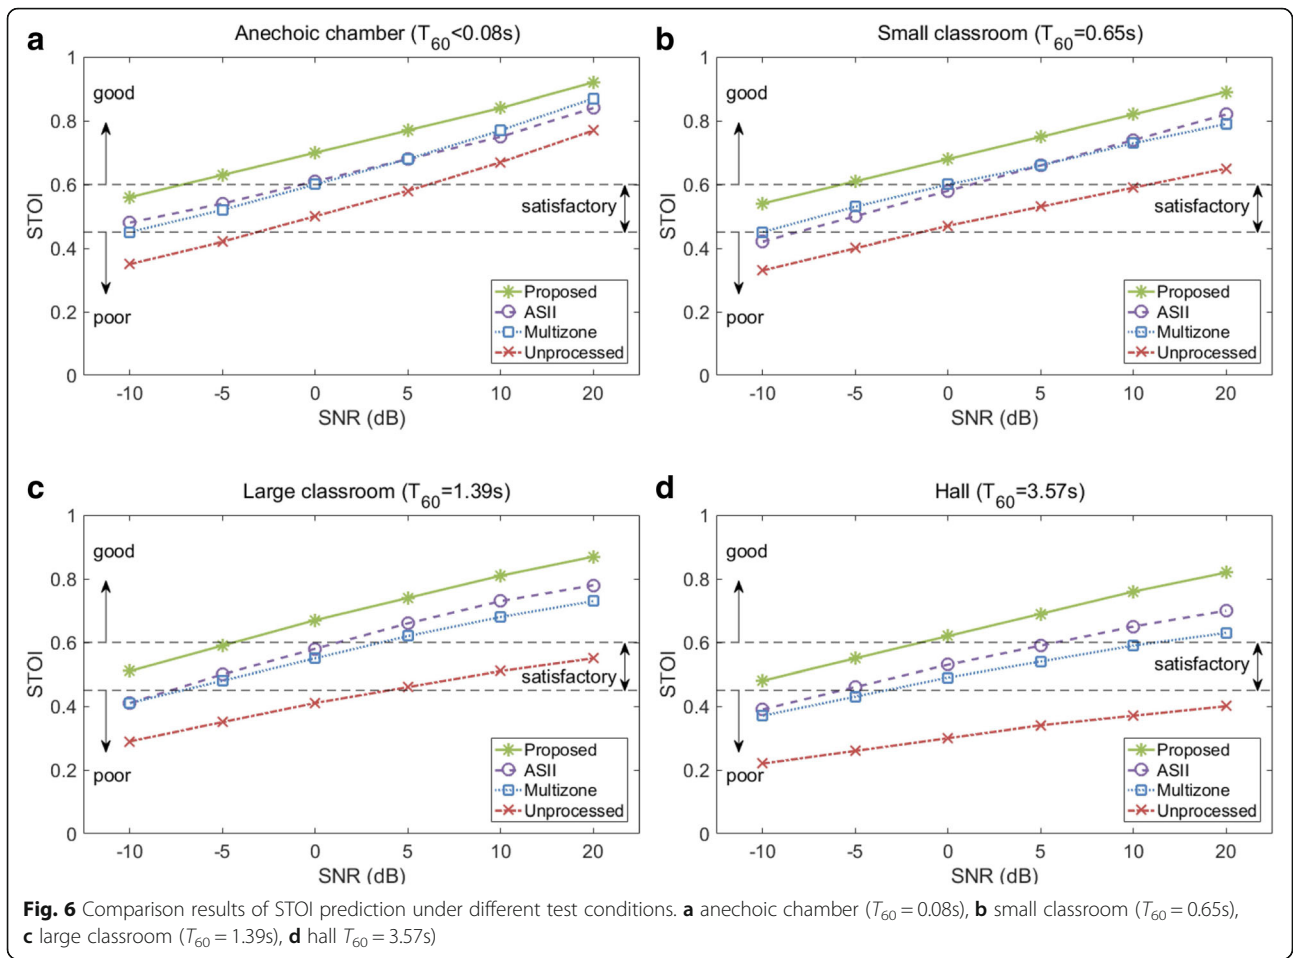 a
Anechoic chamber (T60<0.08s)
1
0.8
0.6
0.4
0.2
0
STOI
good
satisfactory
poor
Proposed
ASII
Multizone
Unprocessed
-10 -5 0 5 10 20
SNR (dB)
b
Small classroom (T60=0.65s)
1
0.8
0.6
0.4
0.2
0
STOI
good
satisfactory
poor
Proposed
ASII
Multizone
Unprocessed
-10 -5 0 5 10 20
SNR (dB)
c
Large classroom (T60=1.39s)
1
0.8
0.6
0.4
0.2
0
STOI
good
satisfactory
poor
Proposed
ASII
Multizone
Unprocessed
-10 -5 0 5 10 20
SNR (dB)
d
Hall (T60=3.57s)
1
0.8
0.6
0.4
0.2
0
STOI
good
satisfactory
poor
Proposed
ASII
Multizone
Unprocessed
-10 -5 0 5 10 20
SNR (dB)
Fig. 6 Comparison results of STOI prediction under different test conditions. a anechoic chamber (T60 = 0.08s), b small classroom (T60 = 0.65s),
c large classroom (T60 = 1.39s), d hall T60 = 3.57s)